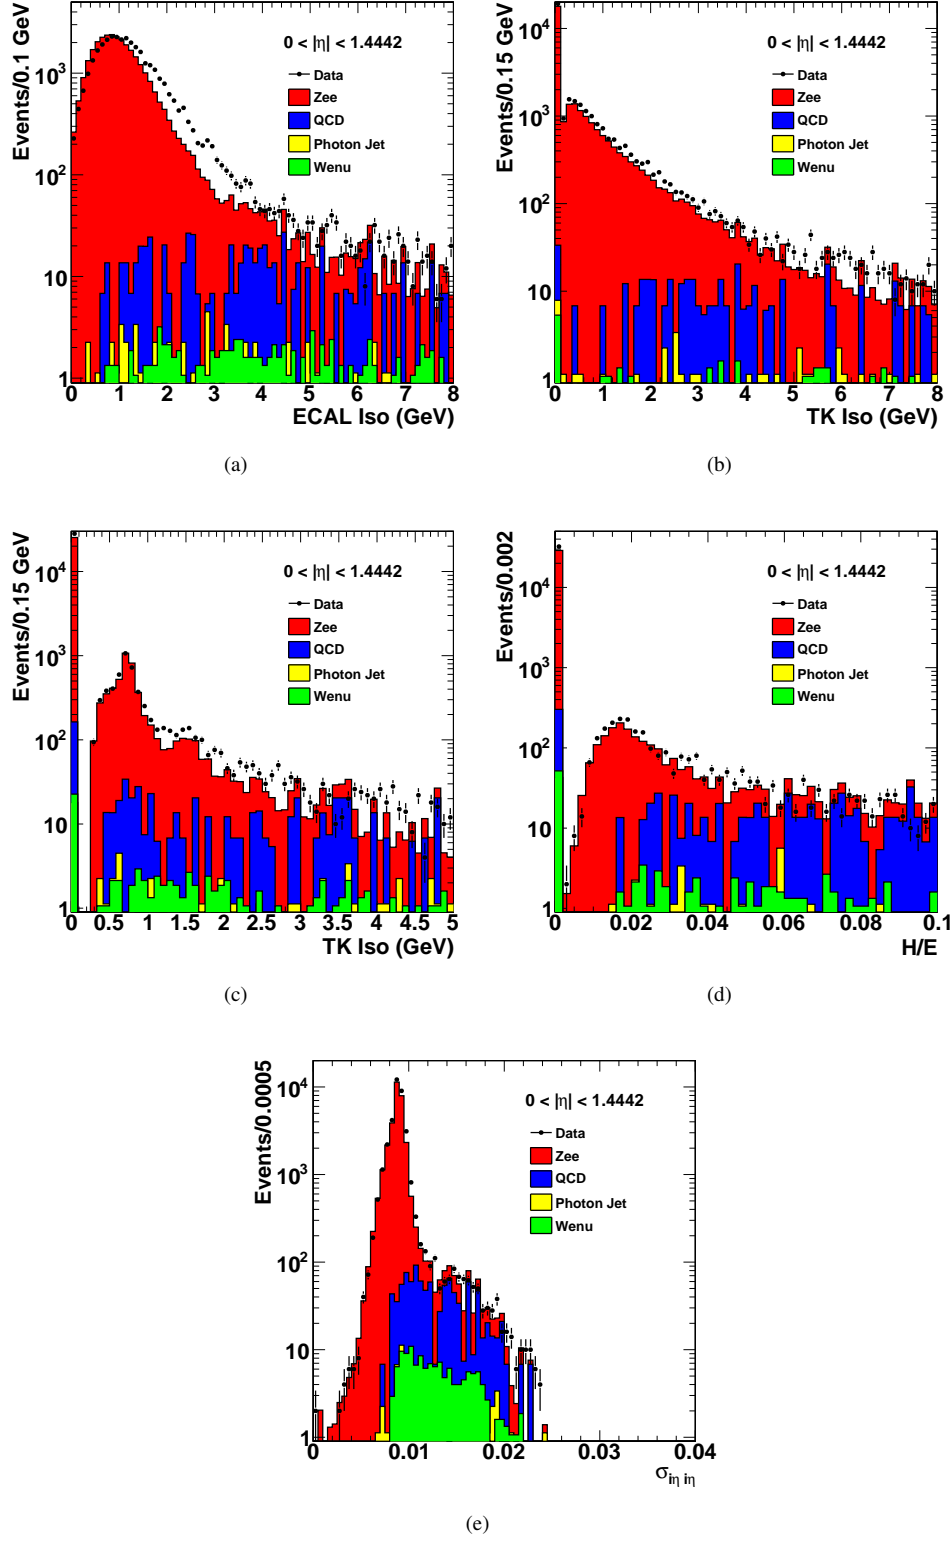 Events/0.1 GeV
0 < |η| < 1.4442
Data
Zee
QCD
Photon Jet
Wenu
10³
10²
10
1
0 1 2 3 4 5 6 7 8
ECAL Iso (GeV)
(a)
Events/0.15 GeV
0 < |η| < 1.4442
Data
Zee
QCD
Photon Jet
Wenu
10⁴
10³
10²
10
1
0 1 2 3 4 5 6 7 8
TK Iso (GeV)
(b)
Events/0.15 GeV
0 < |η| < 1.4442
Data
Zee
QCD
Photon Jet
Wenu
10⁴
10³
10²
10
1
0 0.5 1 1.5 2 2.5 3 3.5 4 4.5 5
TK Iso (GeV)
(c)
Events/0.002
0 < |η| < 1.4442
Data
Zee
QCD
Photon Jet
Wenu
10⁴
10³
10²
10
1
0 0.02 0.04 0.06 0.08 0.1
H/E
(d)
Events/0.0005
0 < |η| < 1.4442
Data
Zee
QCD
Photon Jet
Wenu
10⁴
10³
10²
10
1
0 0.01 0.02 0.03 0.04
σiη iη
(e)